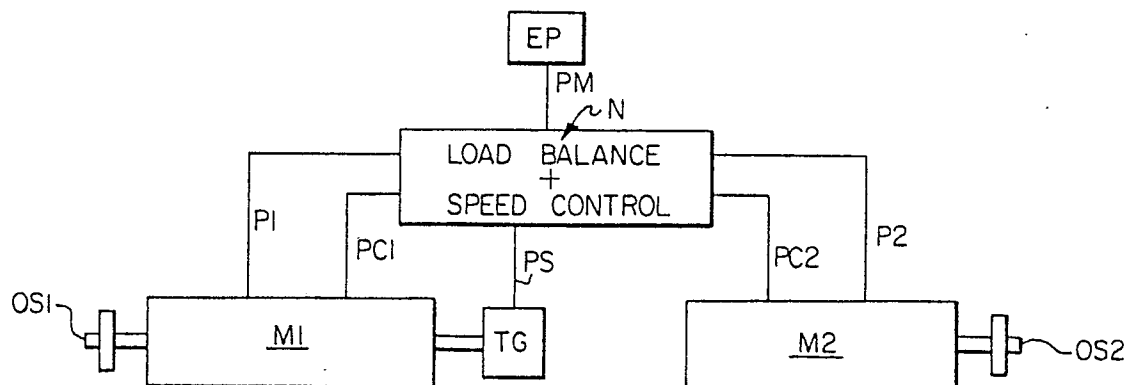 EP
PM
N
LOAD BALANCE
+
SPEED CONTROL
P1
PC1
PS
PC2
P2
OS1
M1
TG
M2
OS2